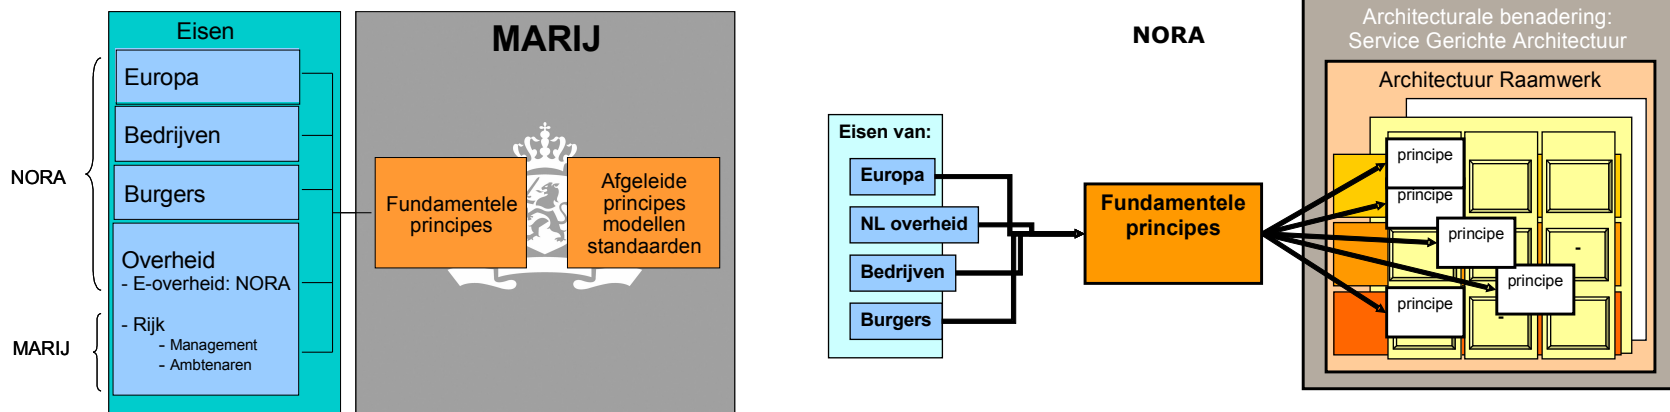 Eisen
Europa
Bedrijven
Burgers
Overheid
- E-overheid: NORA
- Rijk
- Management
- Ambtenaren
NORA
MARIJ
MARIJ
Fundamentele
principes
Afgeleide
principes
modellen
standaarden
NORA
Eisen van:
Europa
NL overheid
Bedrijven
Burgers
Fundamentele
principes
Architecturale benadering:
Service Gerichte Architectuur
Architectuur Raamwerk
principe
principe
principe
principe
principe
-
-